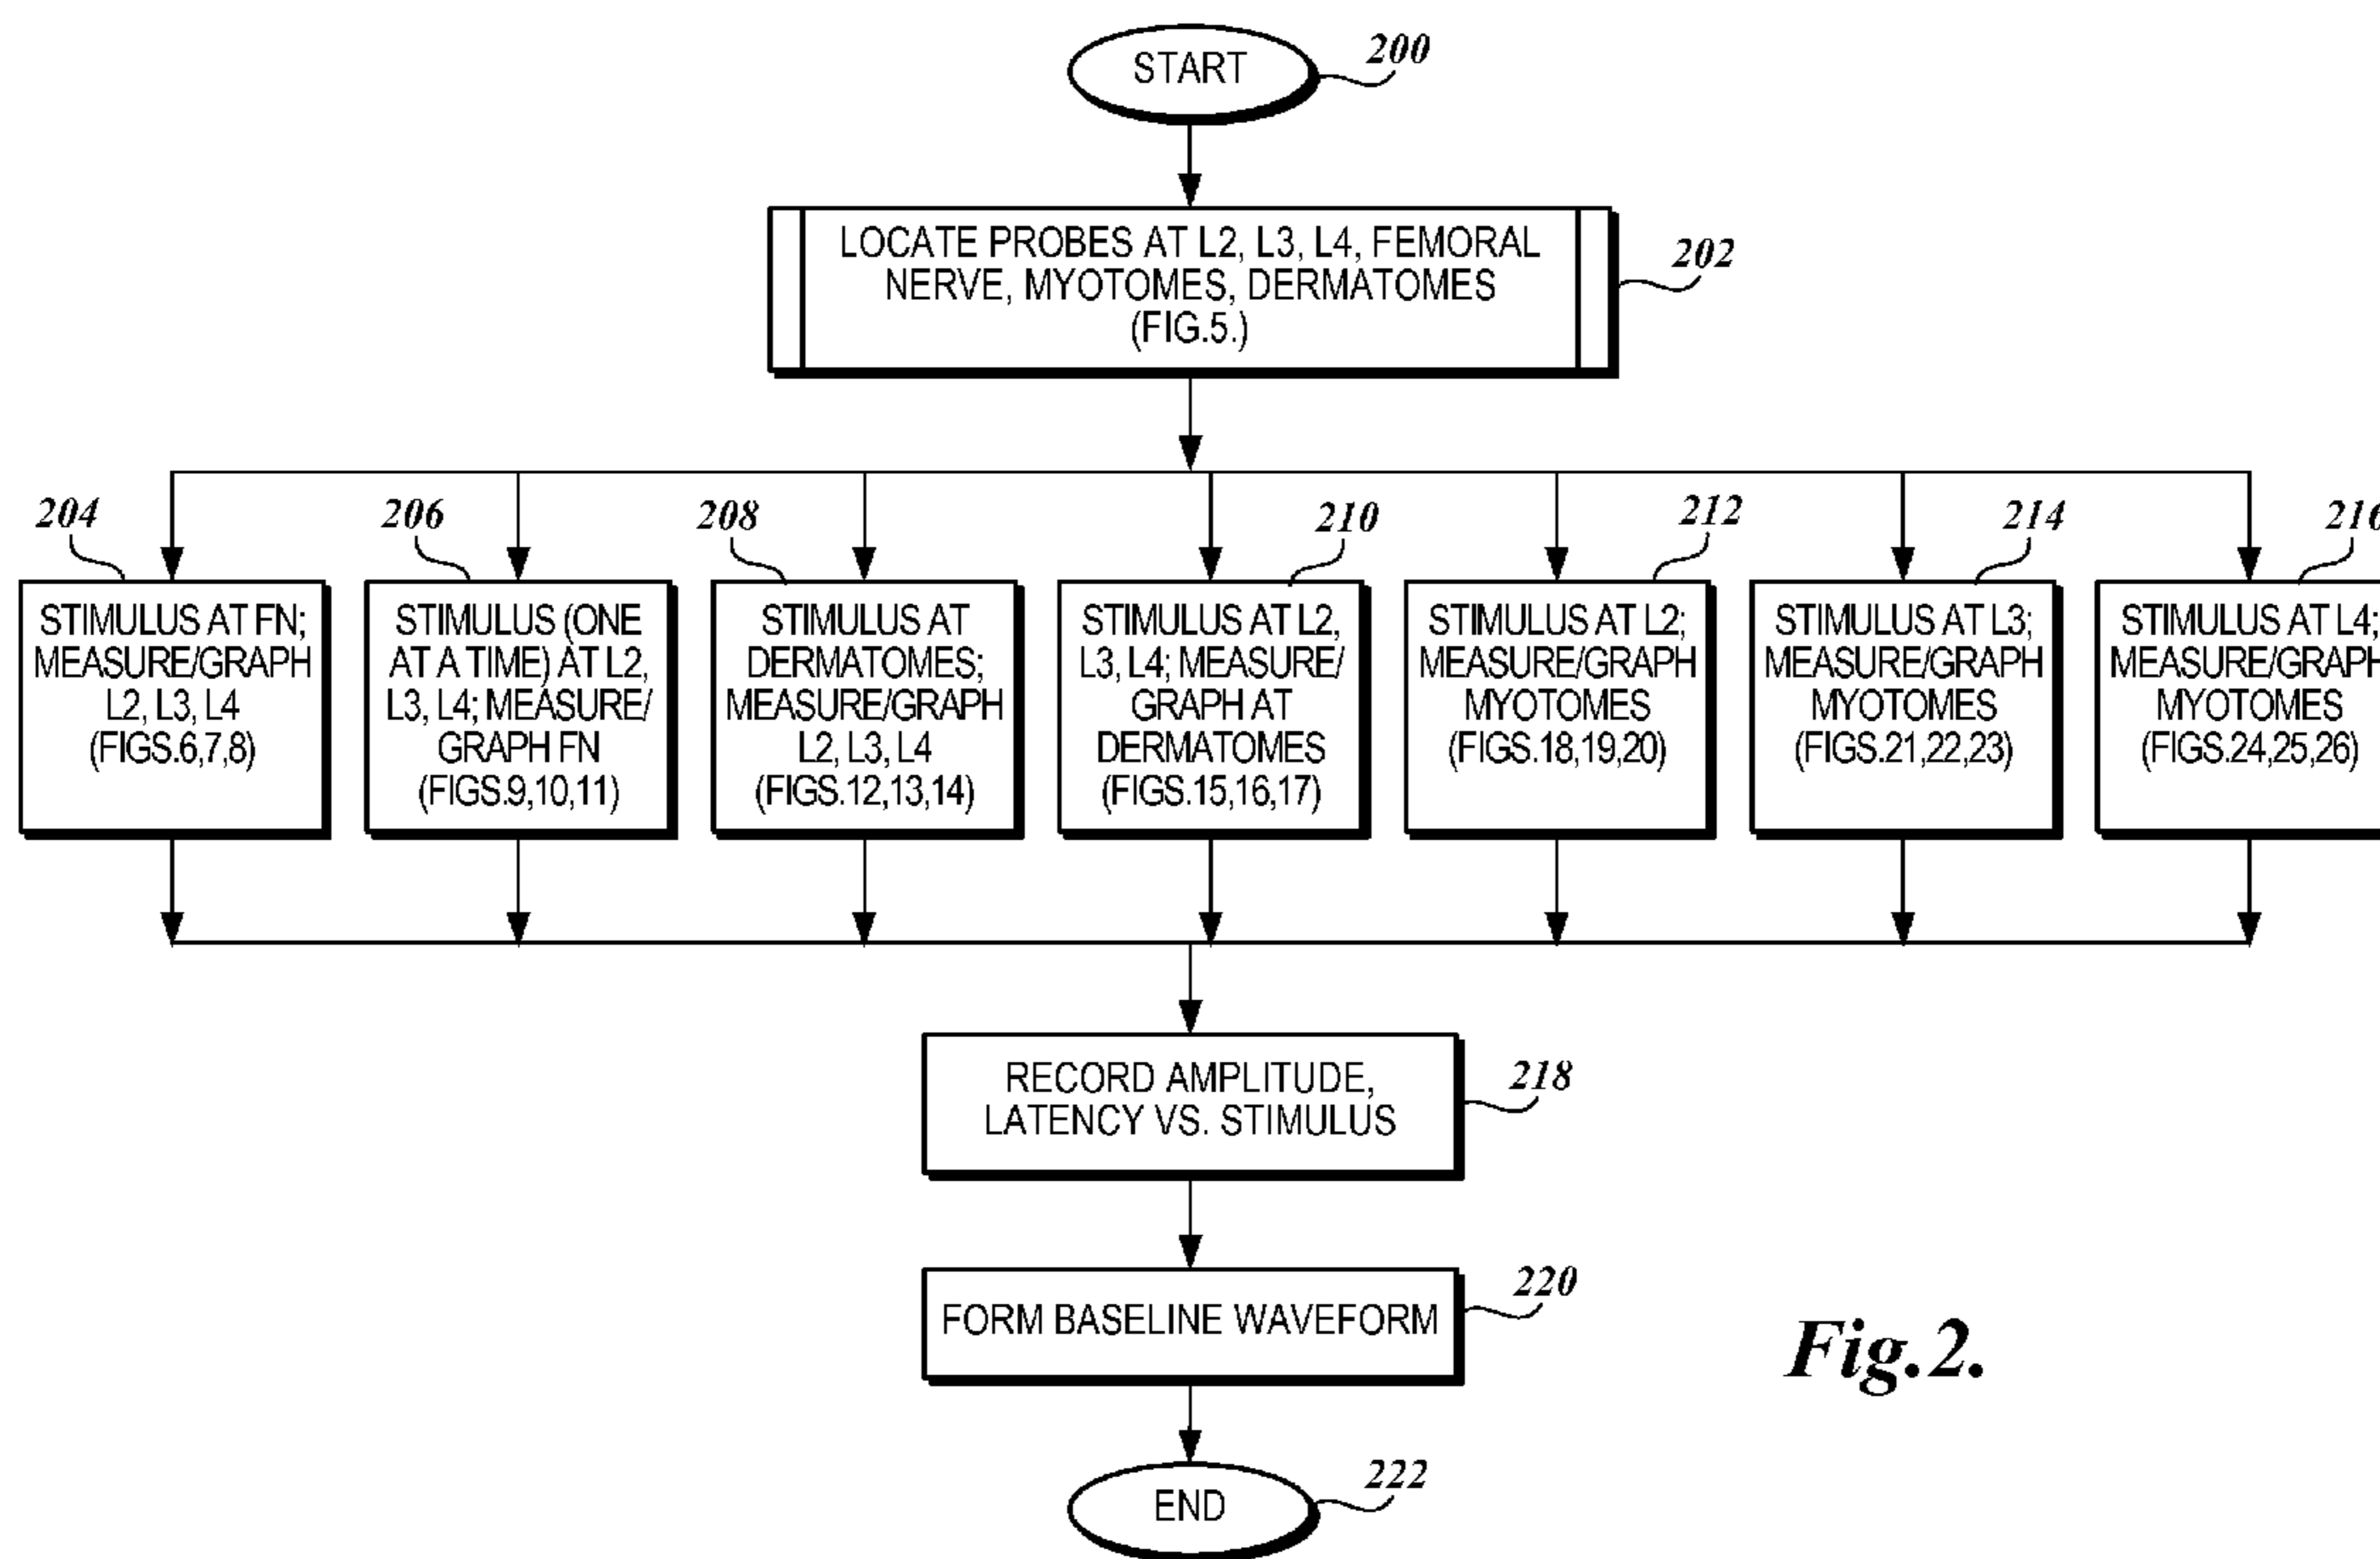 START
200
LOCATE PROBES AT L2, L3, L4, FEMORAL
NERVE, MYOTOMES, DERMATOMES
(FIG.5.)
202
204
STIMULUS AT FN;
MEASURE/GRAPH
L2, L3, L4
(FIGS.6,7,8)
206
STIMULUS (ONE
AT A TIME) AT L2,
L3, L4; MEASURE/
GRAPH FN
(FIGS.9,10,11)
208
STIMULUS AT
DERMATOMES;
MEASURE/GRAPH
L2, L3, L4
(FIGS.12,13,14)
210
STIMULUS AT L2,
L3, L4; MEASURE/
GRAPH AT
DERMATOMES
(FIGS.15,16,17)
212
STIMULUS AT L2;
MEASURE/GRAPH
MYOTOMES
(FIGS.18,19,20)
214
STIMULUS AT L3;
MEASURE/GRAPH
MYOTOMES
(FIGS.21,22,23)
216
STIMULUS AT L4;
MEASURE/GRAPH
MYOTOMES
(FIGS.24,25,26)
RECORD AMPLITUDE,
LATENCY VS. STIMULUS
218
FORM BASELINE WAVEFORM
220
END
222
Fig.2.